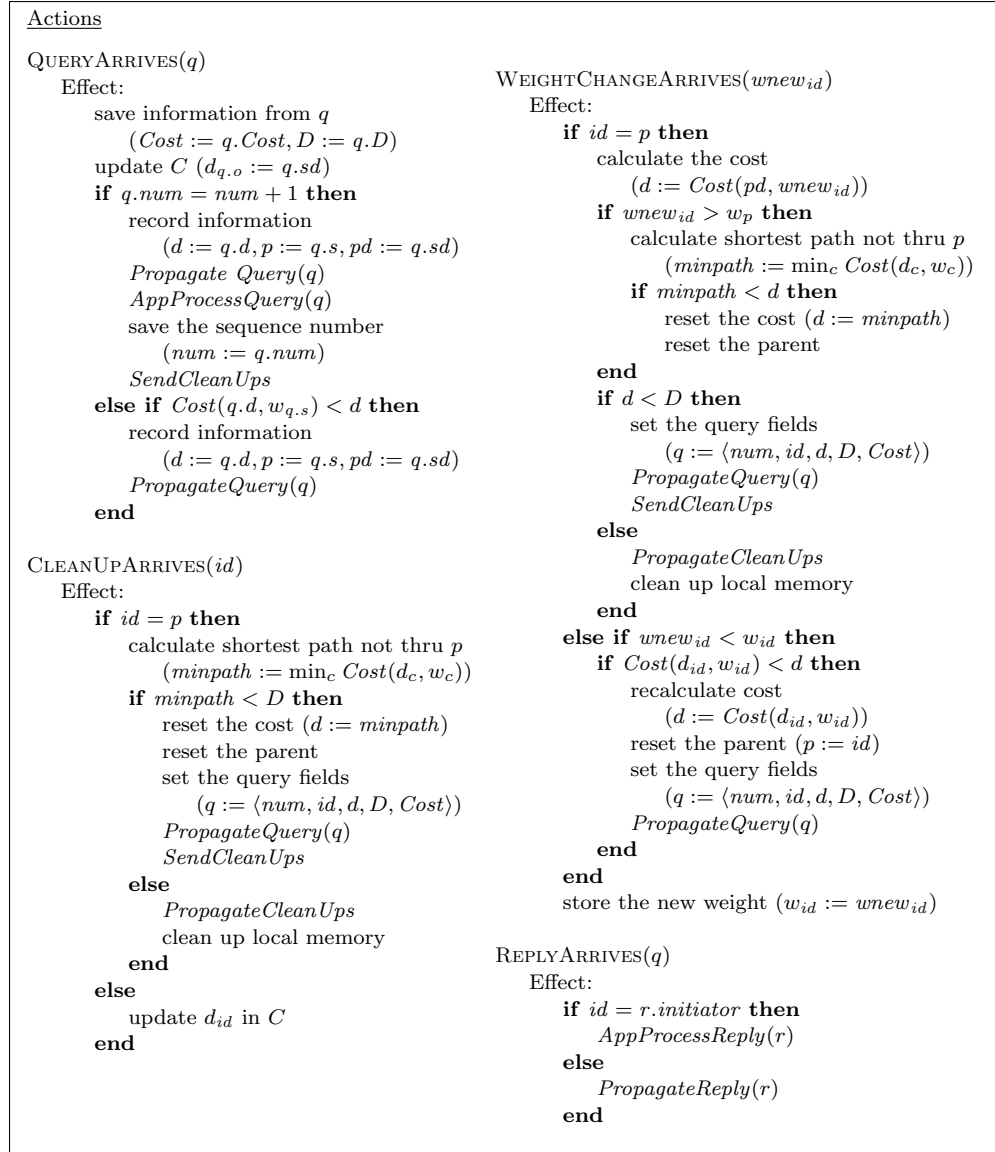 Actions
QUERYARRIVES(q)
Effect:
save information from q
(Cost := q.Cost, D := q.D)
update C (d_{q.o} := q.sd)
if q.num = num + 1 then
record information
(d := q.d, p := q.s, pd := q.sd)
Propagate Query(q)
AppProcessQuery(q)
save the sequence number
(num := q.num)
SendCleanUps
else if Cost(q.d, w_{q.s}) < d then
record information
(d := q.d, p := q.s, pd := q.sd)
PropagateQuery(q)
end
CLEANUPARRIVES(id)
Effect:
if id = p then
calculate shortest path not thru p
(minpath := min_c Cost(d_c, w_c))
if minpath < D then
reset the cost (d := minpath)
reset the parent
set the query fields
(q := ⟨num, id, d, D, Cost⟩)
PropagateQuery(q)
SendCleanUps
else
PropagateCleanUps
clean up local memory
end
else
update d_{id} in C
end
WEIGHTCHANGEARRIVES(wnew_{id})
Effect:
if id = p then
calculate the cost
(d := Cost(pd, wnew_{id}))
if wnew_{id} > w_p then
calculate shortest path not thru p
(minpath := min_c Cost(d_c, w_c))
if minpath < d then
reset the cost (d := minpath)
reset the parent
end
if d < D then
set the query fields
(q := ⟨num, id, d, D, Cost⟩)
PropagateQuery(q)
SendCleanUps
else
PropagateCleanUps
clean up local memory
end
else if wnew_{id} < w_{id} then
if Cost(d_{id}, w_{id}) < d then
recalculate cost
(d := Cost(d_{id}, w_{id}))
reset the parent (p := id)
set the query fields
(q := ⟨num, id, d, D, Cost⟩)
PropagateQuery(q)
end
end
store the new weight (w_{id} := wnew_{id})
REPLYARRIVES(q)
Effect:
if id = r.initiator then
AppProcessReply(r)
else
PropagateReply(r)
end